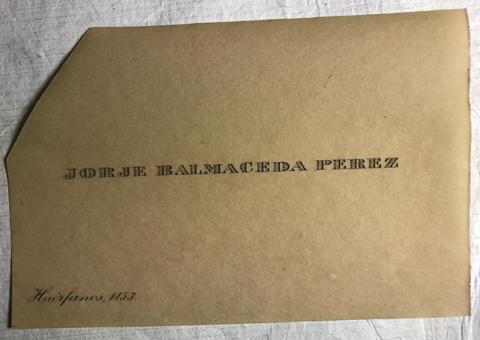 JORJE BALMACEDA PEREZ
Huérfanos, 1153.